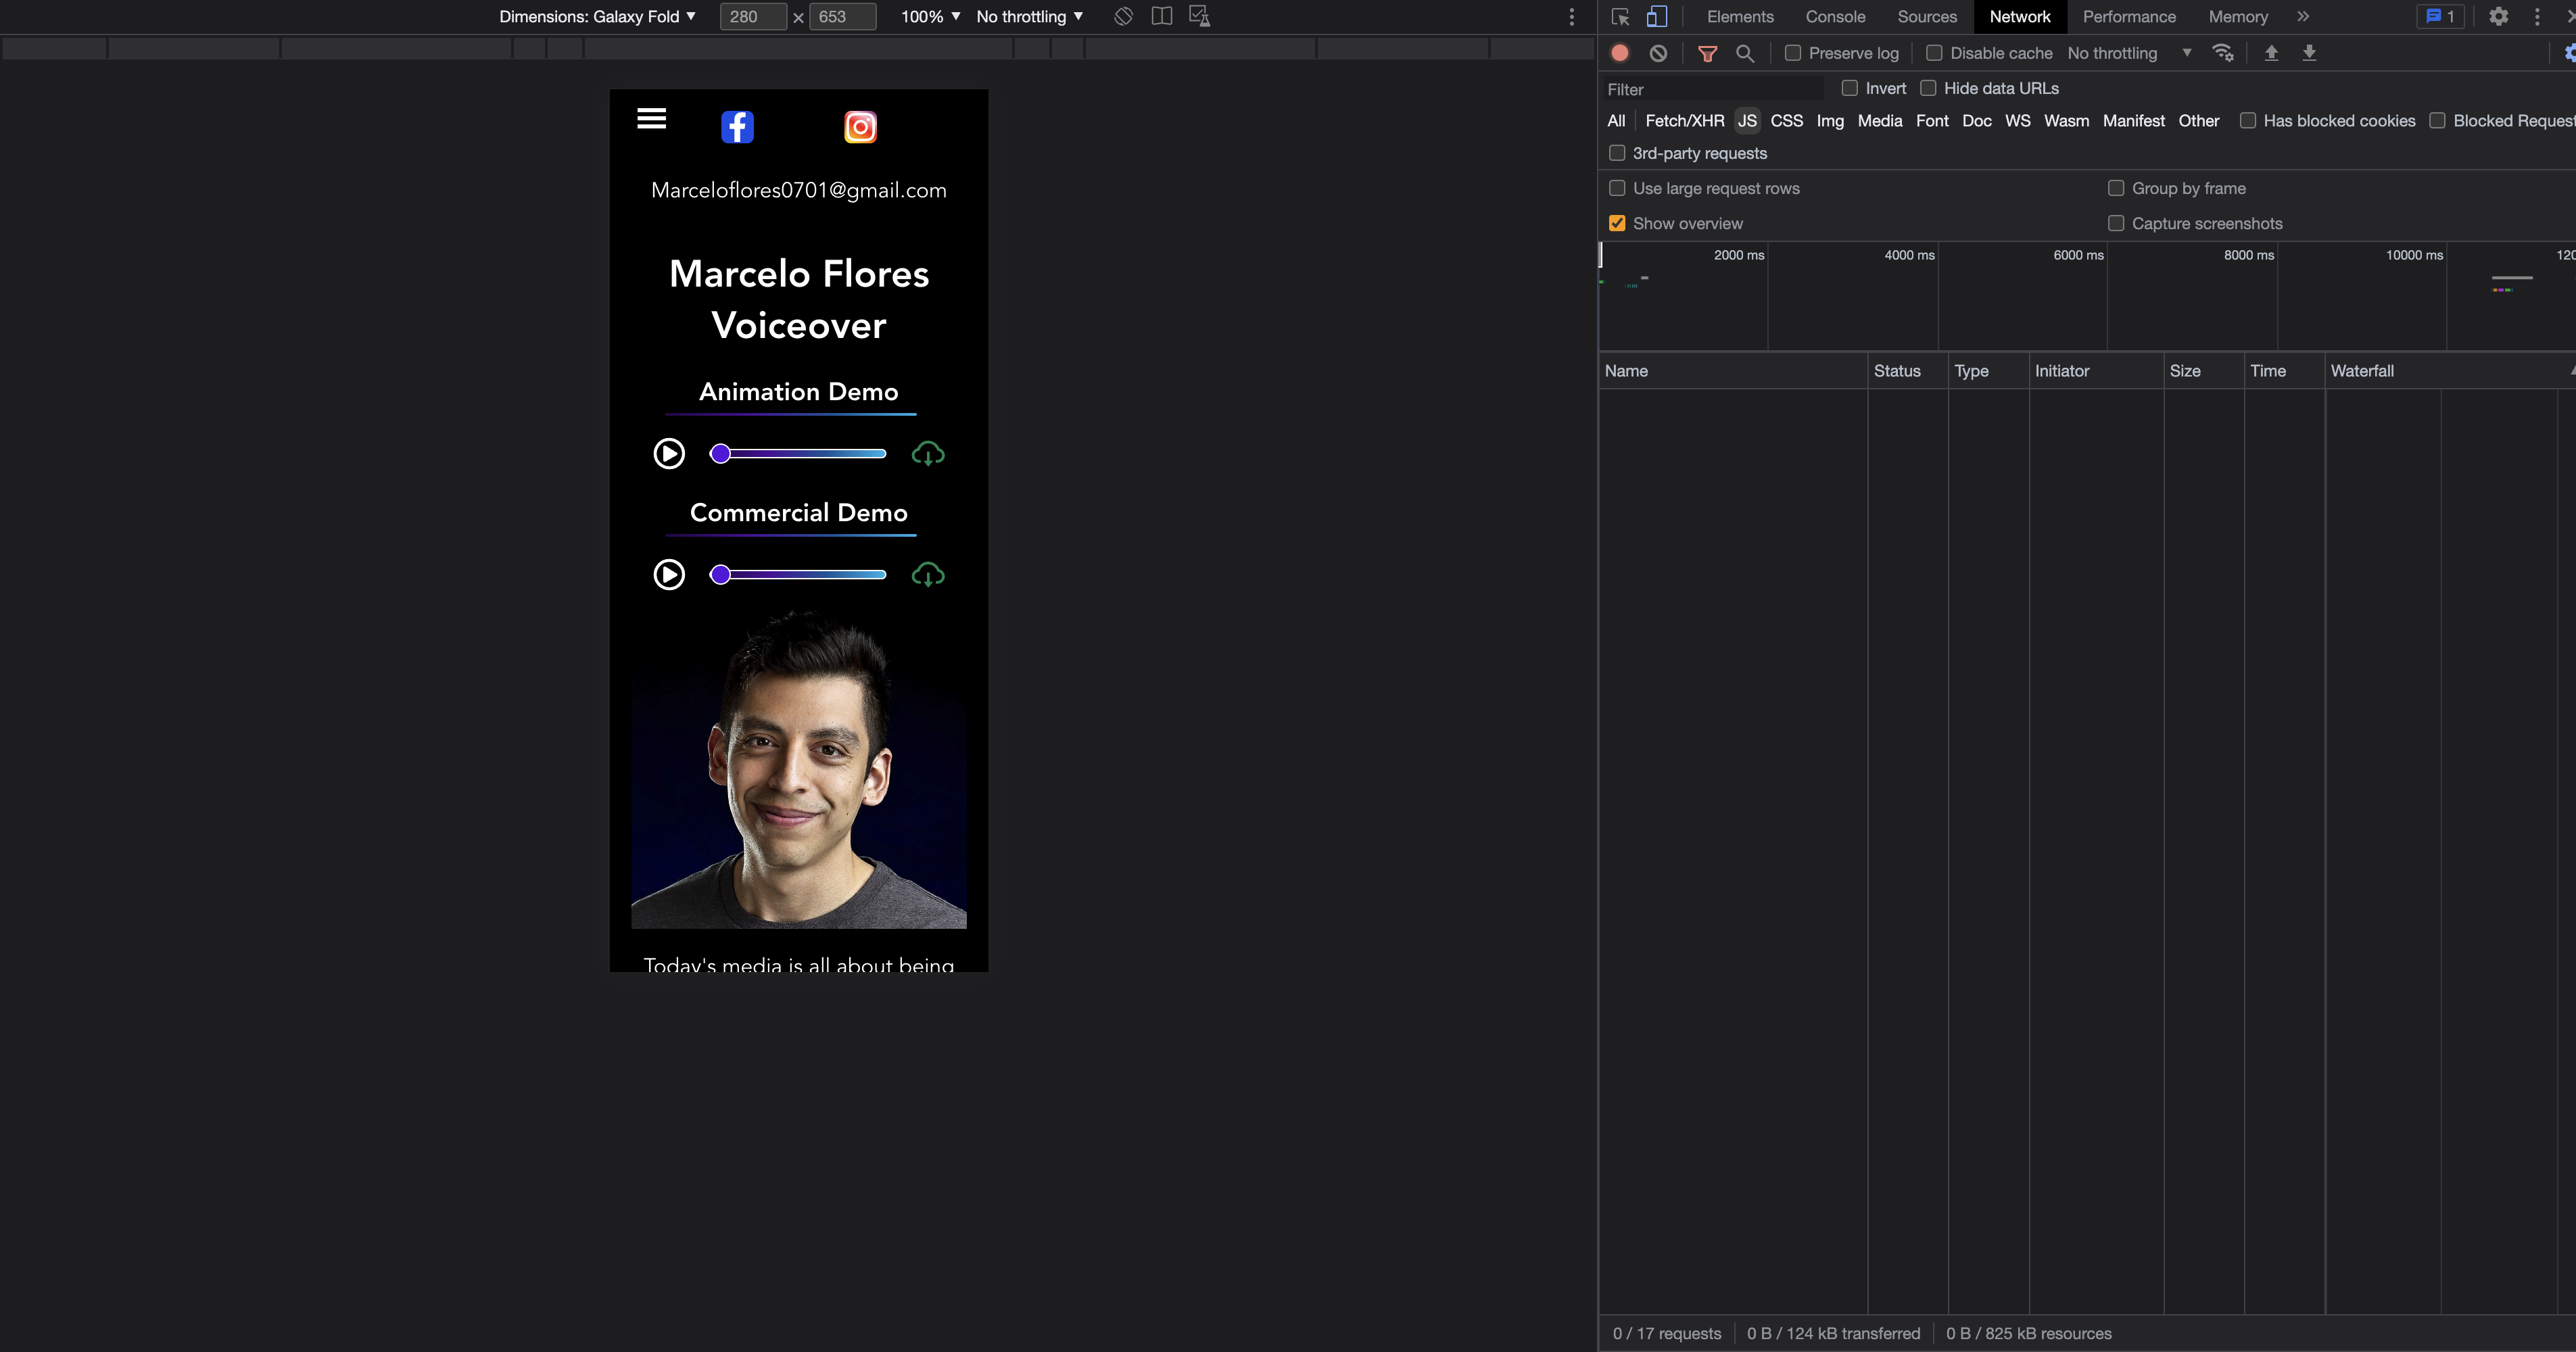 Dimensions: Galaxy Fold ▼ 280 × 653 100% ▼ No throttling ▼
Marceloflores0701@gmail.com
Marcelo Flores
Voiceover
Animation Demo
Commercial Demo
Today's media is all about being
Elements Console Sources Network Performance Memory » 1
Preserve log Disable cache No throttling ▼
Filter Invert Hide data URLs
All Fetch/XHR JS CSS Img Media Font Doc WS Wasm Manifest Other Has blocked cookies Blocked Request
3rd-party requests
Use large request rows Group by frame
Show overview Capture screenshots
2000 ms 4000 ms 6000 ms 8000 ms 10000 ms 120
Name Status Type Initiator Size Time Waterfall
0 / 17 requests 0 B / 124 kB transferred 0 B / 825 kB resources